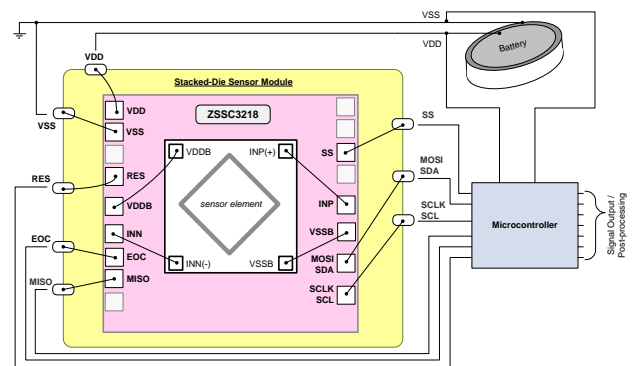 VSS
VDD
Battery
VDD
Stacked-Die Sensor Module
ZSSC3218
VDD
VSS
VSS
SS
SS
VDDB
INP(+)
MOSI
SDA
RES
RES
sensor element
VDDB
INP
SCLK
SCL
Microcontroller
Signal Output /
Post-processing
INN
VSSB
EOC
EOC
INN(-)
VSSB
MOSI
SDA
MISO
MISO
SCLK
SCL